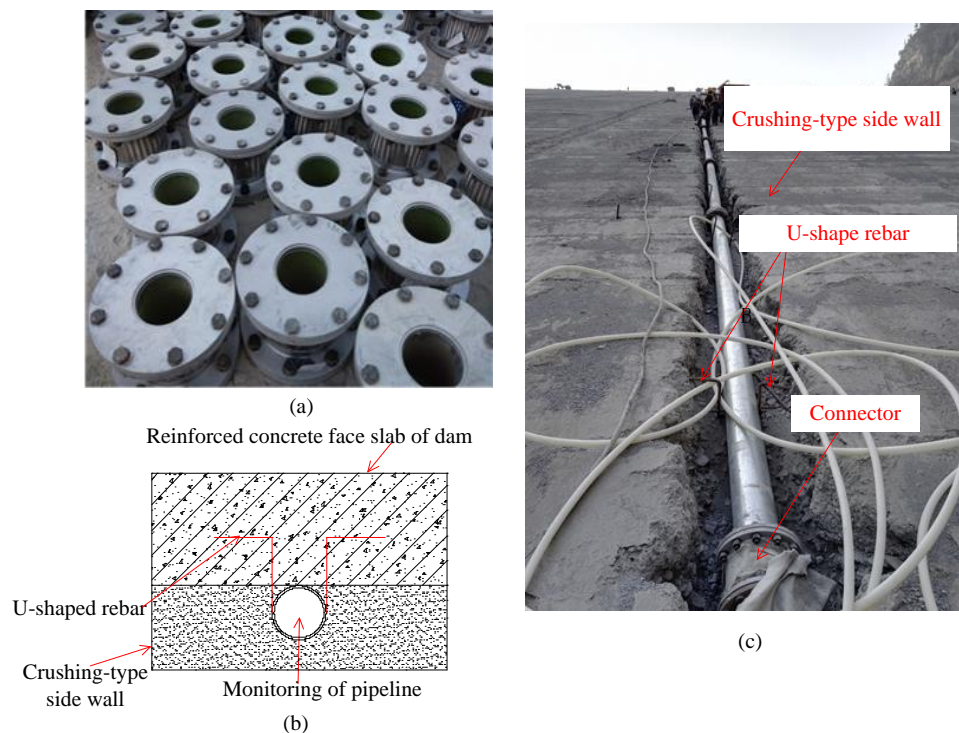 (a)
Reinforced concrete face slab of dam
U-shaped rebar
Crushing-type
side wall
Monitoring of pipeline
(b)
Crushing-type side wall
U-shape rebar
B
Connector
(c)